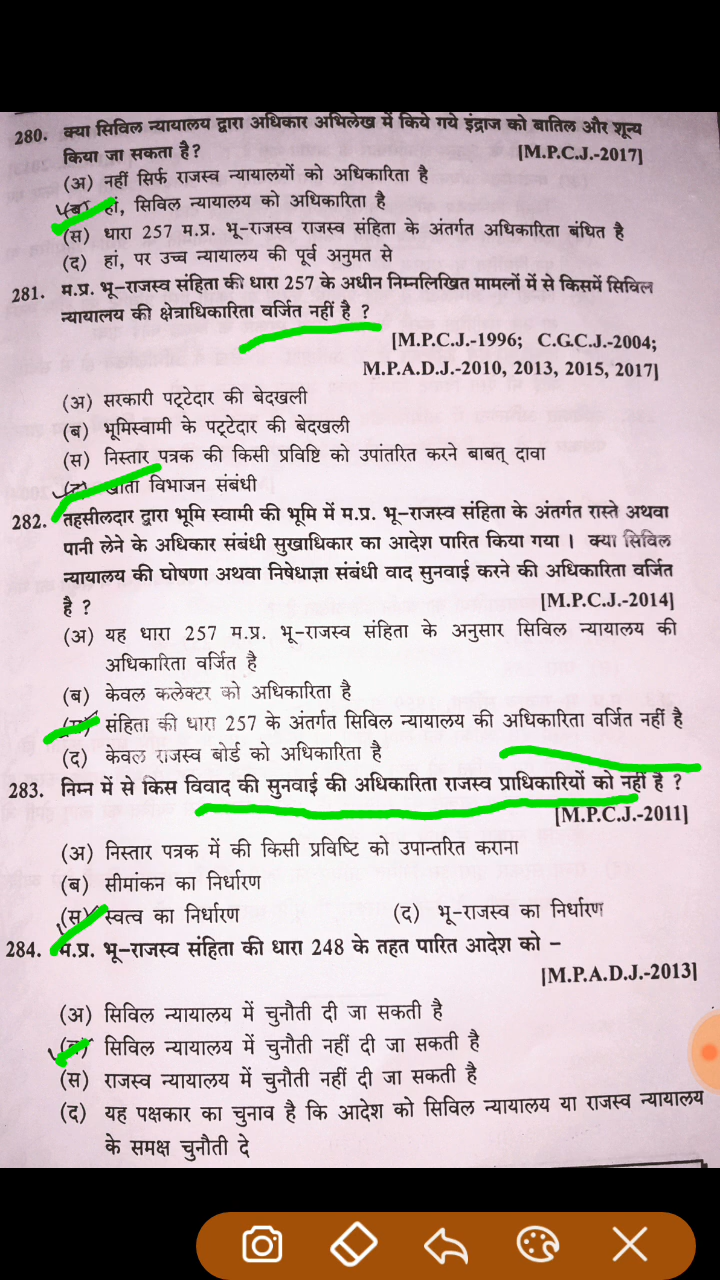 280. क्या सिविल न्यायालय द्वारा अधिकार अभिलेख में किये गये इंद्राज को बातिल और शून्य
किया जा सकता है? [M.P.C.J.-2017]
(अ) नहीं सिर्फ राजस्व न्यायालयों को अधिकारिता है
(ब) हां, सिविल न्यायालय को अधिकारिता है
(स) धारा 257 म.प्र. भू-राजस्व राजस्व संहिता के अंतर्गत अधिकारिता बंधित है
(द) हां, पर उच्च न्यायालय की पूर्व अनुमत से
281. म.प्र. भू-राजस्व संहिता की धारा 257 के अधीन निम्नलिखित मामलों में से किसमें सिविल
न्यायालय की क्षेत्राधिकारिता वर्जित नहीं है ?
[M.P.C.J.-1996; C.G.C.J.-2004;
M.P.A.D.J.-2010, 2013, 2015, 2017]
(अ) सरकारी पट्टेदार की बेदखली
(ब) भूमिस्वामी के पट्टेदार की बेदखली
(स) निस्तार पत्रक की किसी प्रविष्टि को उपांतरित करने बाबत् दावा
(द) खाता विभाजन संबंधी
282. तहसीलदार द्वारा भूमि स्वामी की भूमि में म.प्र. भू-राजस्व संहिता के अंतर्गत रास्ते अथवा
पानी लेने के अधिकार संबंधी सुखाधिकार का आदेश पारित किया गया। क्या सिविल
न्यायालय की घोषणा अथवा निषेधाज्ञा संबंधी वाद सुनवाई करने की अधिकारिता वर्जित
है ? [M.P.C.J.-2014]
(अ) यह धारा 257 म.प्र. भू-राजस्व संहिता के अनुसार सिविल न्यायालय की
अधिकारिता वर्जित है
(ब) केवल कलेक्टर को अधिकारिता है
(स) संहिता की धारा 257 के अंतर्गत सिविल न्यायालय की अधिकारिता वर्जित नहीं है
(द) केवल राजस्व बोर्ड को अधिकारिता है
283. निम्न में से किस विवाद की सुनवाई की अधिकारिता राजस्व प्राधिकारियों को नहीं है ?
[M.P.C.J.-2011]
(अ) निस्तार पत्रक में की किसी प्रविष्टि को उपान्तरित कराना
(ब) सीमांकन का निर्धारण
(स) स्वत्व का निर्धारण (द) भू-राजस्व का निर्धारण
284. म.प्र. भू-राजस्व संहिता की धारा 248 के तहत पारित आदेश को –
[M.P.A.D.J.-2013]
(अ) सिविल न्यायालय में चुनौती दी जा सकती है
(ब) सिविल न्यायालय में चुनौती नहीं दी जा सकती है
(स) राजस्व न्यायालय में चुनौती नहीं दी जा सकती है
(द) यह पक्षकार का चुनाव है कि आदेश को सिविल न्यायालय या राजस्व न्यायालय
के समक्ष चुनौती दे